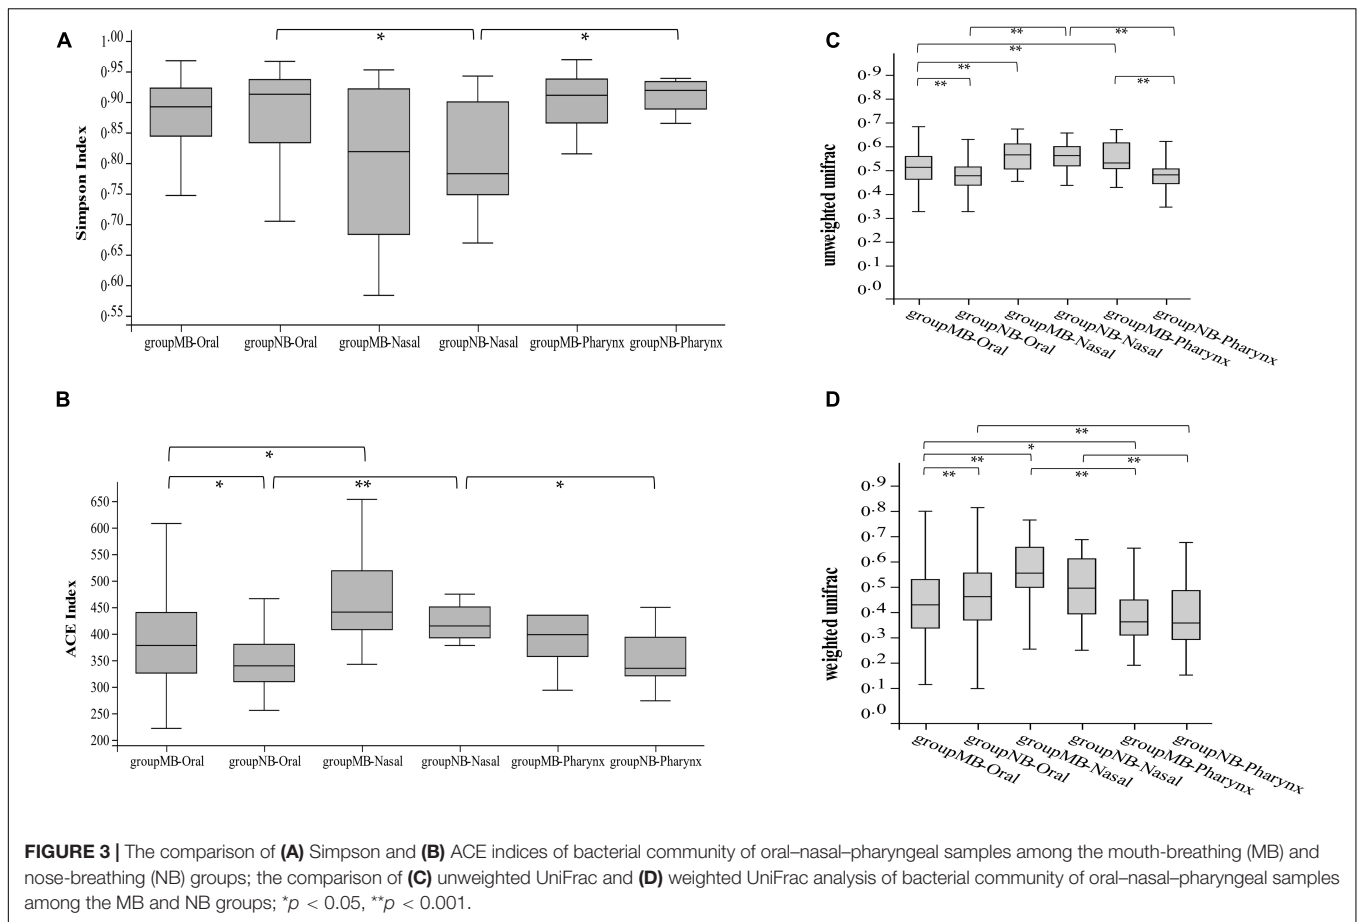 A
1.00
0.95
0.90
0.85
0.80
0.75
0.70
0.65
0.60
0.55
Simpson Index
* *
groupMB-Oral groupNB-Oral groupMB-Nasal groupNB-Nasal groupMB-Pharynx groupNB-Pharynx
B
*
* ** *
650
600
550
500
450
400
350
300
250
200
ACE Index
groupMB-Oral groupNB-Oral groupMB-Nasal groupNB-Nasal groupMB-Pharynx groupNB-Pharynx
C
** **
**
** **
**
0.9
0.8
0.7
0.6
0.5
0.4
0.3
0.2
0.1
0.0
unweighted unifrac
groupMB-Oral
groupNB-Oral
groupMB-Nasal
groupNB-Nasal
groupMB-Pharynx
groupNB-Pharynx
D
**
*
** **
** **
0.9
0.8
0.7
0.6
0.5
0.4
0.3
0.2
0.1
0.0
weighted unifrac
groupMB-Oral
groupNB-Oral
groupMB-Nasal
groupNB-Nasal
groupMB-Pharynx
groupNB-Pharynx
FIGURE 3 | The comparison of (A) Simpson and (B) ACE indices of bacterial community of oral–nasal–pharyngeal samples among the mouth-breathing (MB) and
nose-breathing (NB) groups; the comparison of (C) unweighted UniFrac and (D) weighted UniFrac analysis of bacterial community of oral–nasal–pharyngeal samples
among the MB and NB groups; *p < 0.05, **p < 0.001.